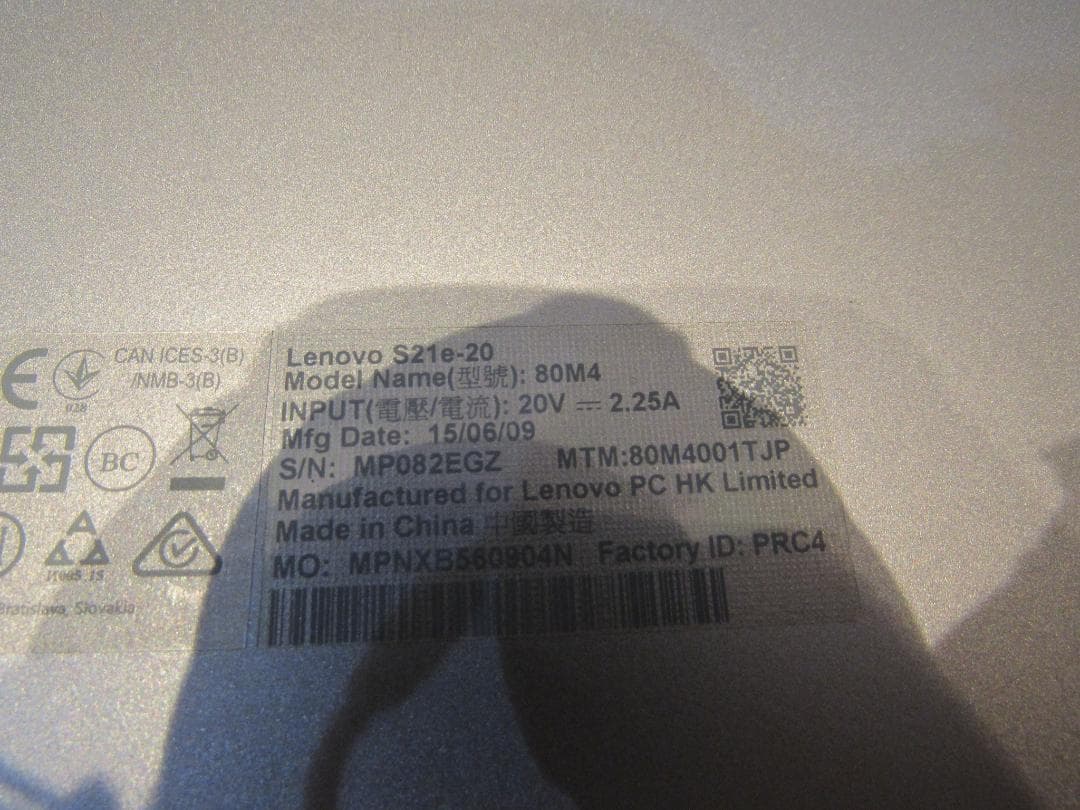 CAN ICES-3(B)
/NMB-3(B)
BC
Bratislava, Slovakia
Lenovo S21e-20
Model Name(型號): 80M4
INPUT(電壓/電流): 20V ⎓ 2.25A
Mfg Date: 15/06/09
S/N: MP082EGZ MTM:80M4001TJP
Manufactured for Lenovo PC HK Limited
Made in China 中國製造
MO: MPNXB560904N Factory ID: PRC4